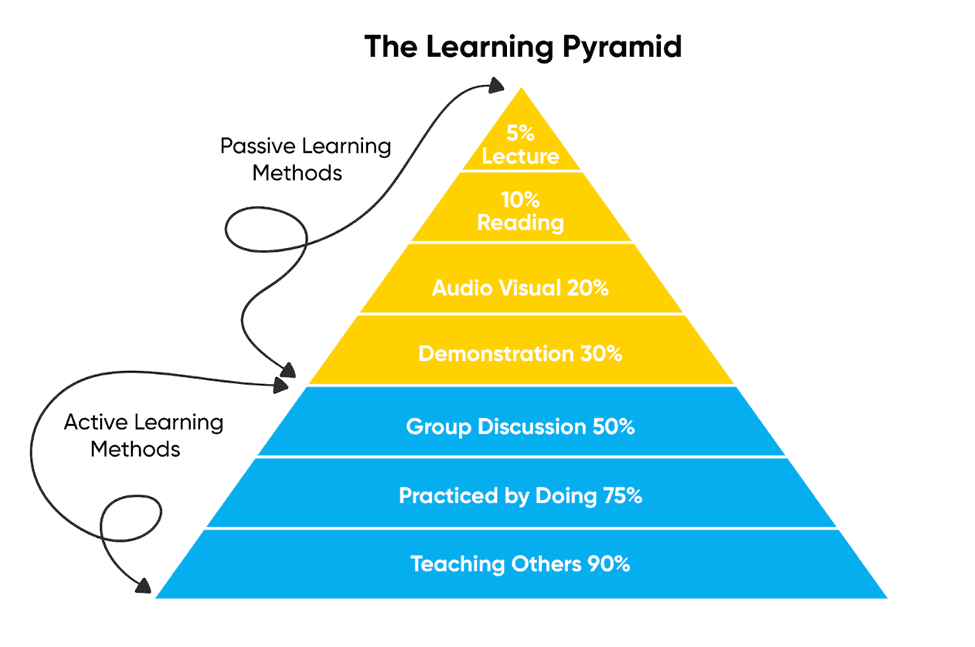 The Learning Pyramid
Passive Learning
Methods
5%
Lecture
10%
Reading
Audio Visual 20%
Demonstration 30%
Active Learning
Methods
Group Discussion 50%
Practiced by Doing 75%
Teaching Others 90%